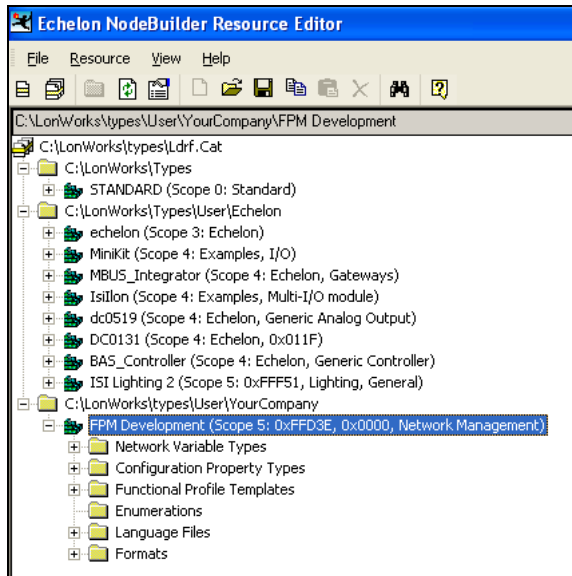 Echelon NodeBuilder Resource Editor
File Resource View Help
C:\LonWorks\types\User\YourCompany\FPM Development
C:\LonWorks\types\Ldrf.Cat
C:\LonWorks\Types
STANDARD (Scope 0: Standard)
C:\LonWorks\Types\User\Echelon
echelon (Scope 3: Echelon)
MiniKit (Scope 4: Examples, I/O)
MBUS_Integrator (Scope 4: Echelon, Gateways)
IsiIlon (Scope 4: Examples, Multi-I/O module)
dc0519 (Scope 4: Echelon, Generic Analog Output)
DC0131 (Scope 4: Echelon, 0x011F)
BAS_Controller (Scope 4: Echelon, Generic Controller)
ISI Lighting 2 (Scope 5: 0xFFF51, Lighting, General)
C:\LonWorks\types\User\YourCompany
FPM Development (Scope 5: 0xFFD3E, 0x0000, Network Management)
Network Variable Types
Configuration Property Types
Functional Profile Templates
Enumerations
Language Files
Formats